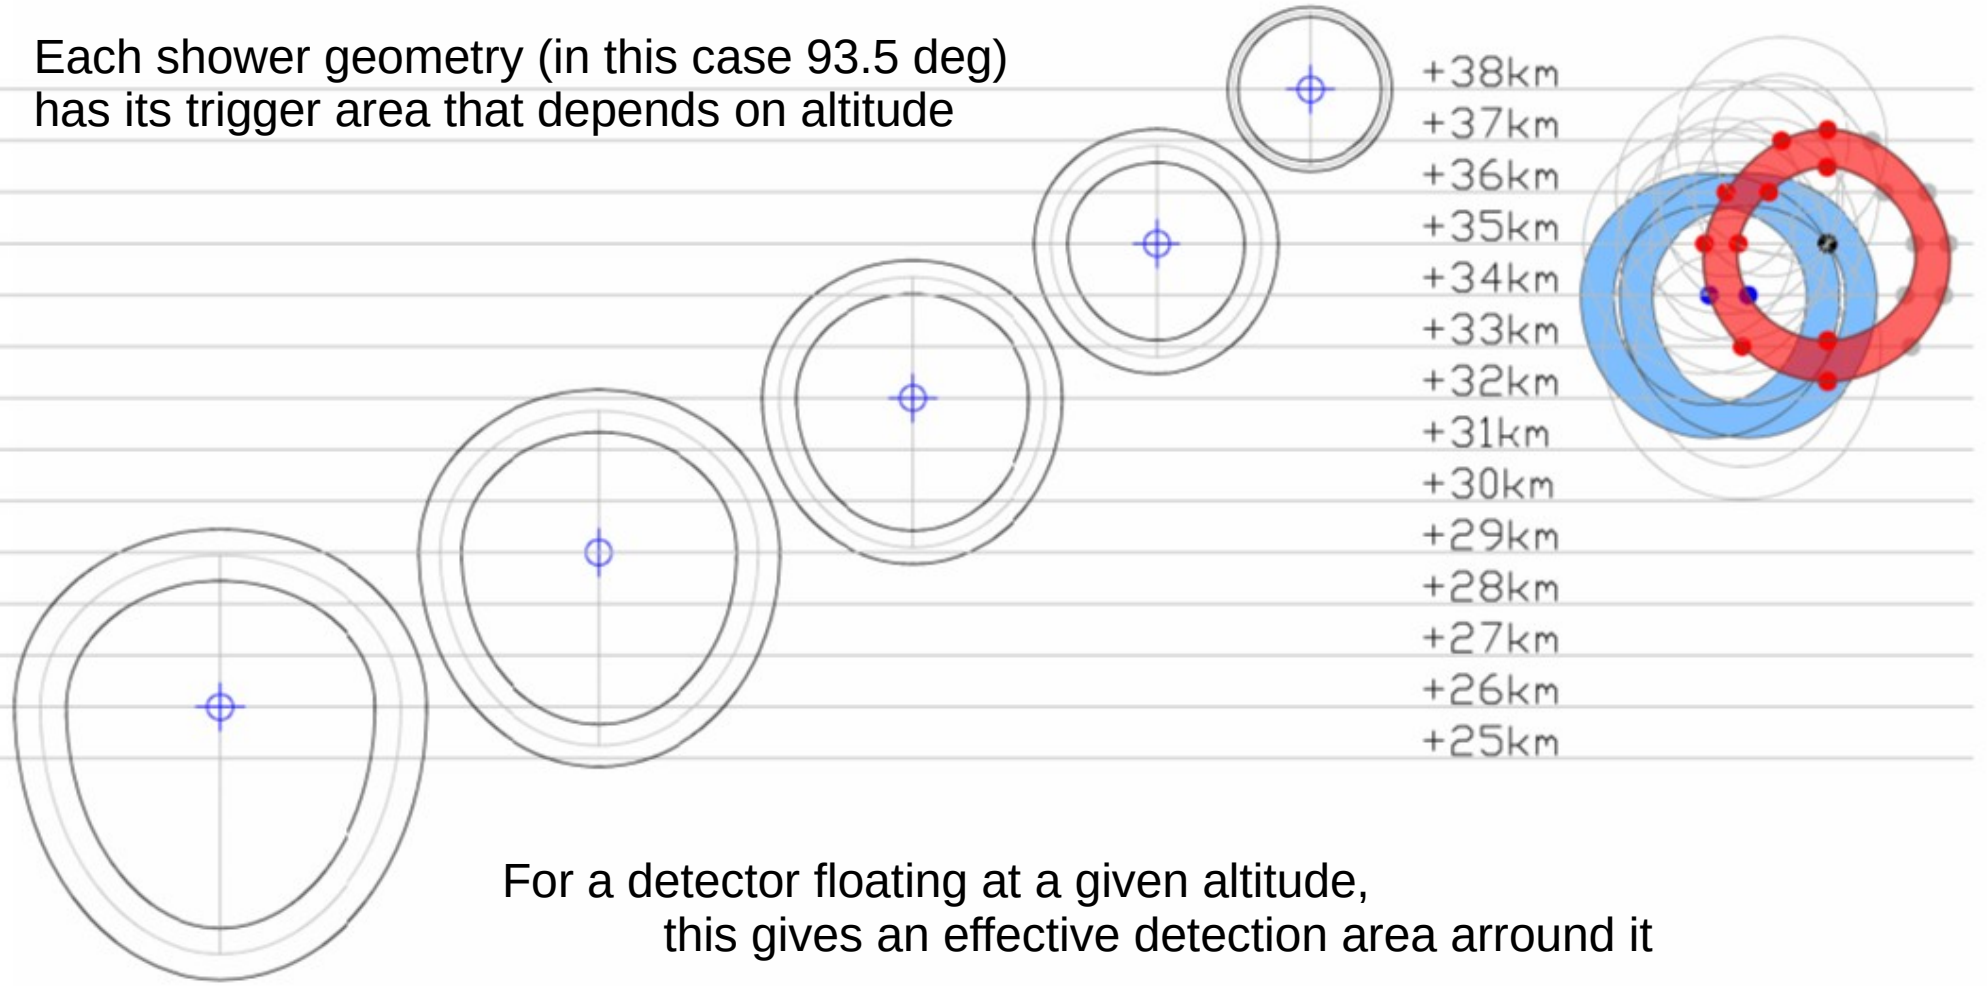 Each shower geometry (in this case 93.5 deg)
has its trigger area that depends on altitude
+38km
+37km
+36km
+35km
+34km
+33km
+32km
+31km
+30km
+29km
+28km
+27km
+26km
+25km
For a detector floating at a given altitude,
this gives an effective detection area arround it